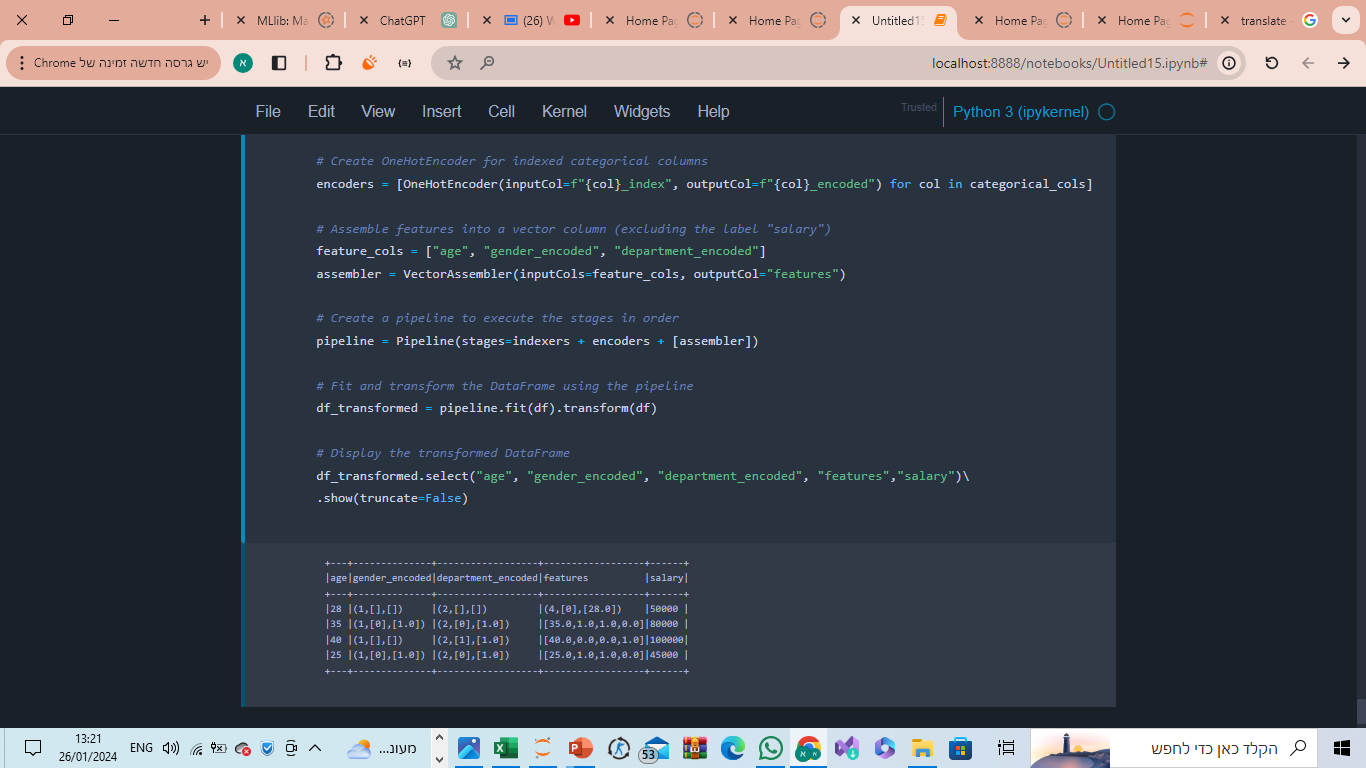 MLlib: Ma
ChatGPT
(26) W
Home Pag
Home Pag
Untitled15
Home Pag
Home Pag
translate -
יש גרסה חדשה זמינה של Chrome
א
localhost:8888/notebooks/Untitled15.ipynb#
File Edit View Insert Cell Kernel Widgets Help Trusted Python 3 (ipykernel)
# Create OneHotEncoder for indexed categorical columns
encoders = [OneHotEncoder(inputCol=f"{col}_index", outputCol=f"{col}_encoded") for col in categorical_cols]
# Assemble features into a vector column (excluding the label "salary")
feature_cols = ["age", "gender_encoded", "department_encoded"]
assembler = VectorAssembler(inputCols=feature_cols, outputCol="features")
# Create a pipeline to execute the stages in order
pipeline = Pipeline(stages=indexers + encoders + [assembler])
# Fit and transform the DataFrame using the pipeline
df_transformed = pipeline.fit(df).transform(df)
# Display the transformed DataFrame
df_transformed.select("age", "gender_encoded", "department_encoded", "features","salary")\
.show(truncate=False)
+---+--------------+------------------+------------------+------+
|age|gender_encoded|department_encoded|features          |salary|
+---+--------------+------------------+------------------+------+
|28 |(1,[],[])     |(2,[],[])         |(4,[0],[28.0])    |50000 |
|35 |(1,[0],[1.0]) |(2,[0],[1.0])     |[35.0,1.0,1.0,0.0]|80000 |
|40 |(1,[],[])     |(2,[1],[1.0])     |[40.0,0.0,0.0,1.0]|100000|
|25 |(1,[0],[1.0]) |(2,[0],[1.0])     |[25.0,1.0,1.0,0.0]|45000 |
+---+--------------+------------------+------------------+------+
13:21
26/01/2024
ENG
מעונ...
53
הקלד כאן כדי לחפש